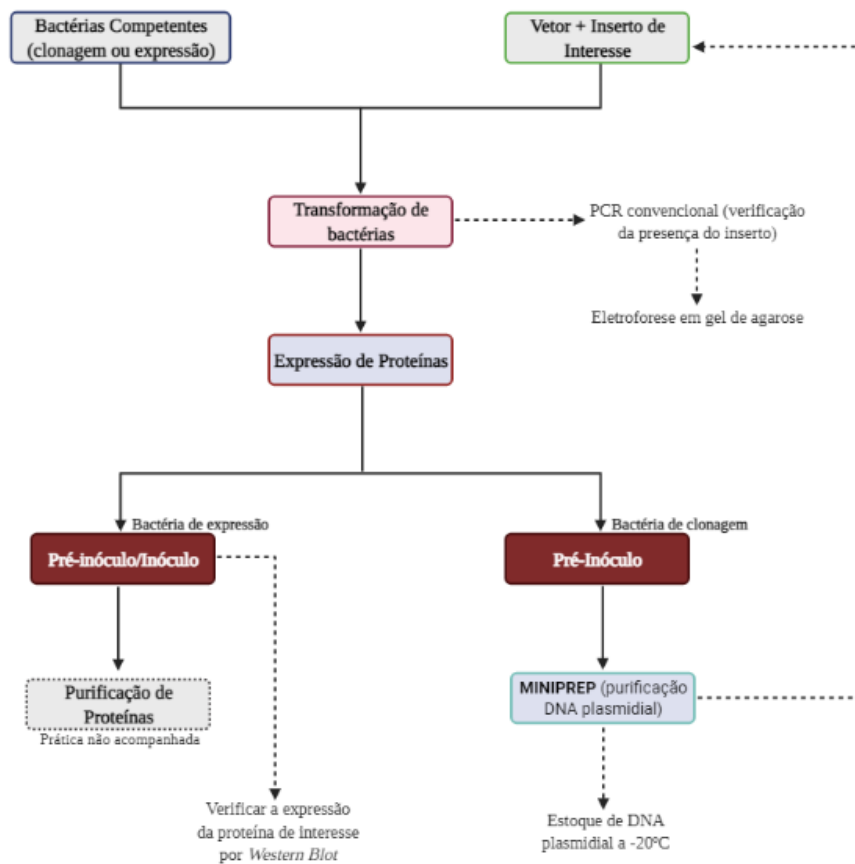 Bactérias Competentes
(clonagem ou expressão)
Vetor + Inserto de
Interesse
Transformação de
bactérias
PCR convencional (verificação
da presença do inserto)
Eletroforese em gel de agarose
Expressão de Proteínas
Bactéria de expressão
Bactéria de clonagem
Pré-inóculo/Inóculo
Pré-Inóculo
Purificação de
Proteínas
Prática não acompanhada
MINIPREP (purificação
DNA plasmidial)
Verificar a expressão
da proteína de interesse
por Western Blot
Estoque de DNA
plasmidial a -20ºC